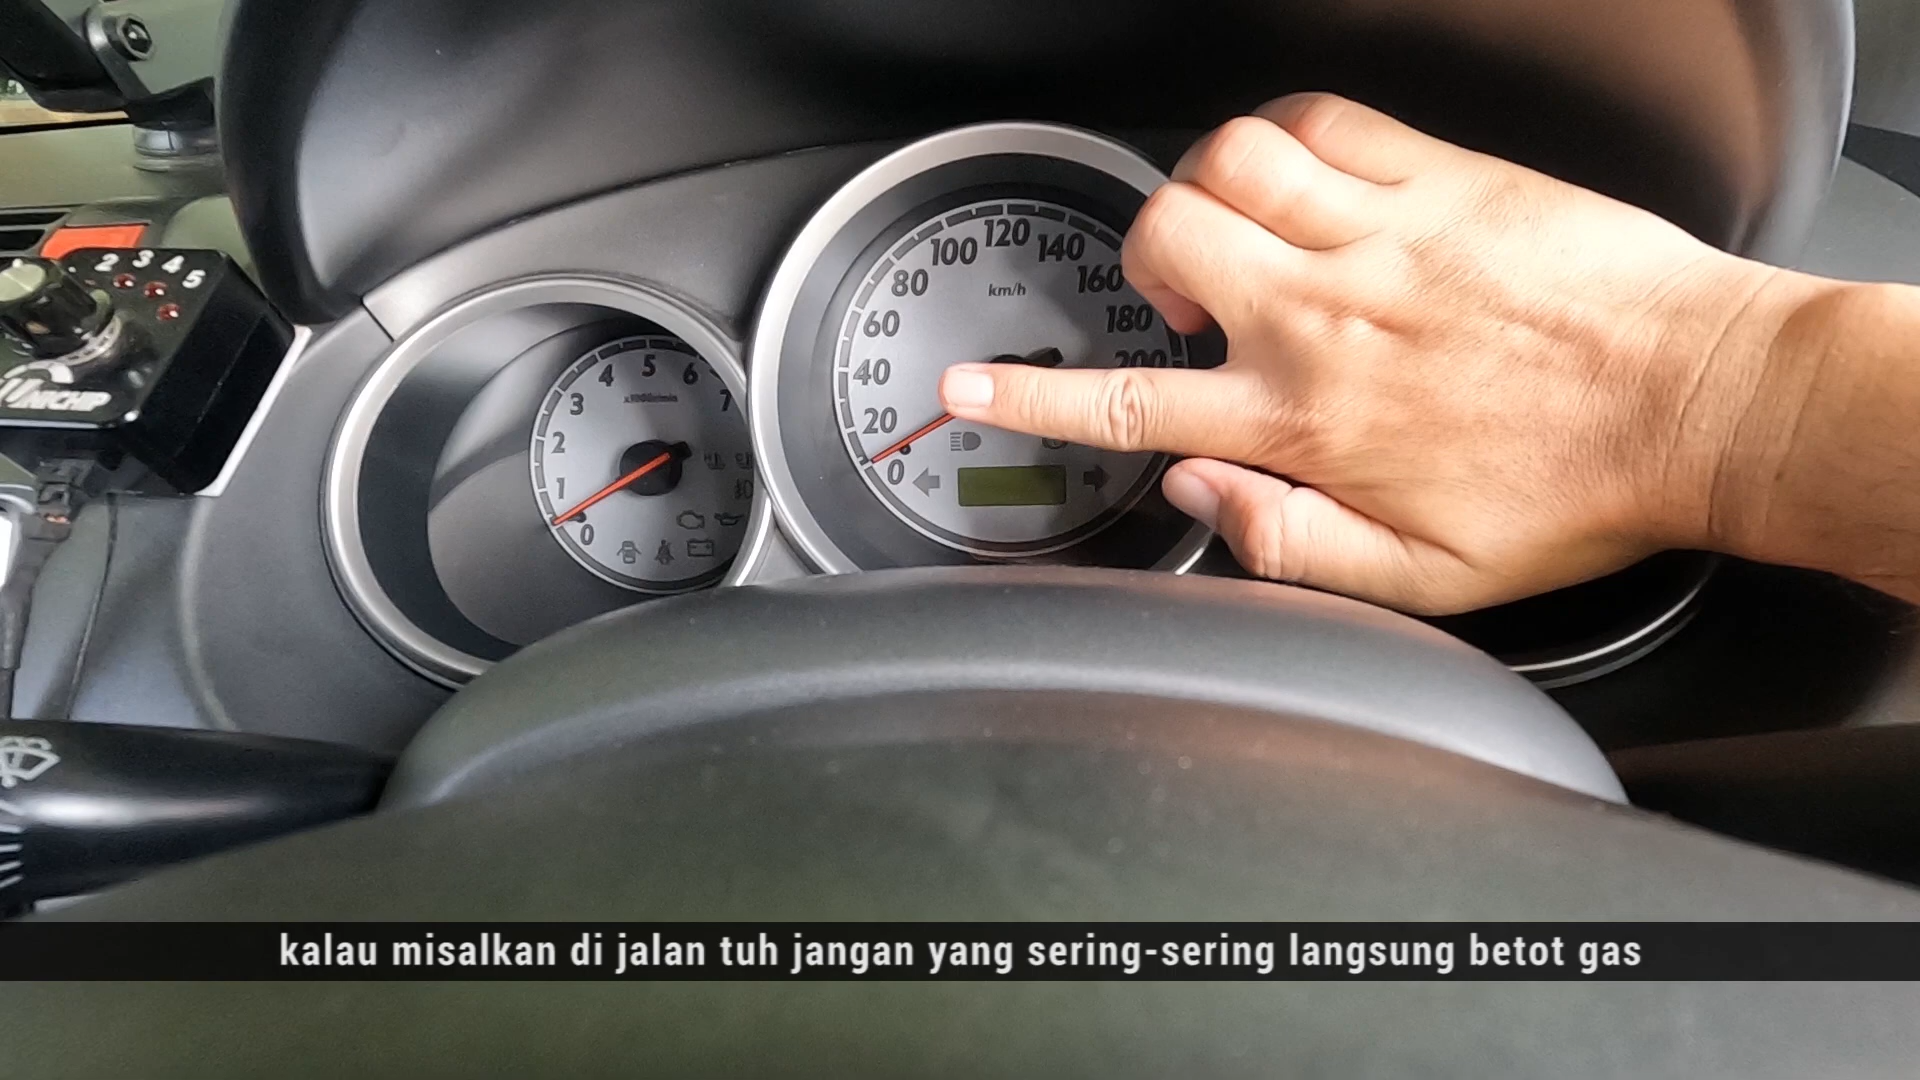 2 3 4 5
UNICHIP
0 1 2 3 4 5 6 7
0 20 40 60 80 100 120 140 160 180 200
km/h
kalau misalkan di jalan tuh jangan yang sering-sering langsung betot gas